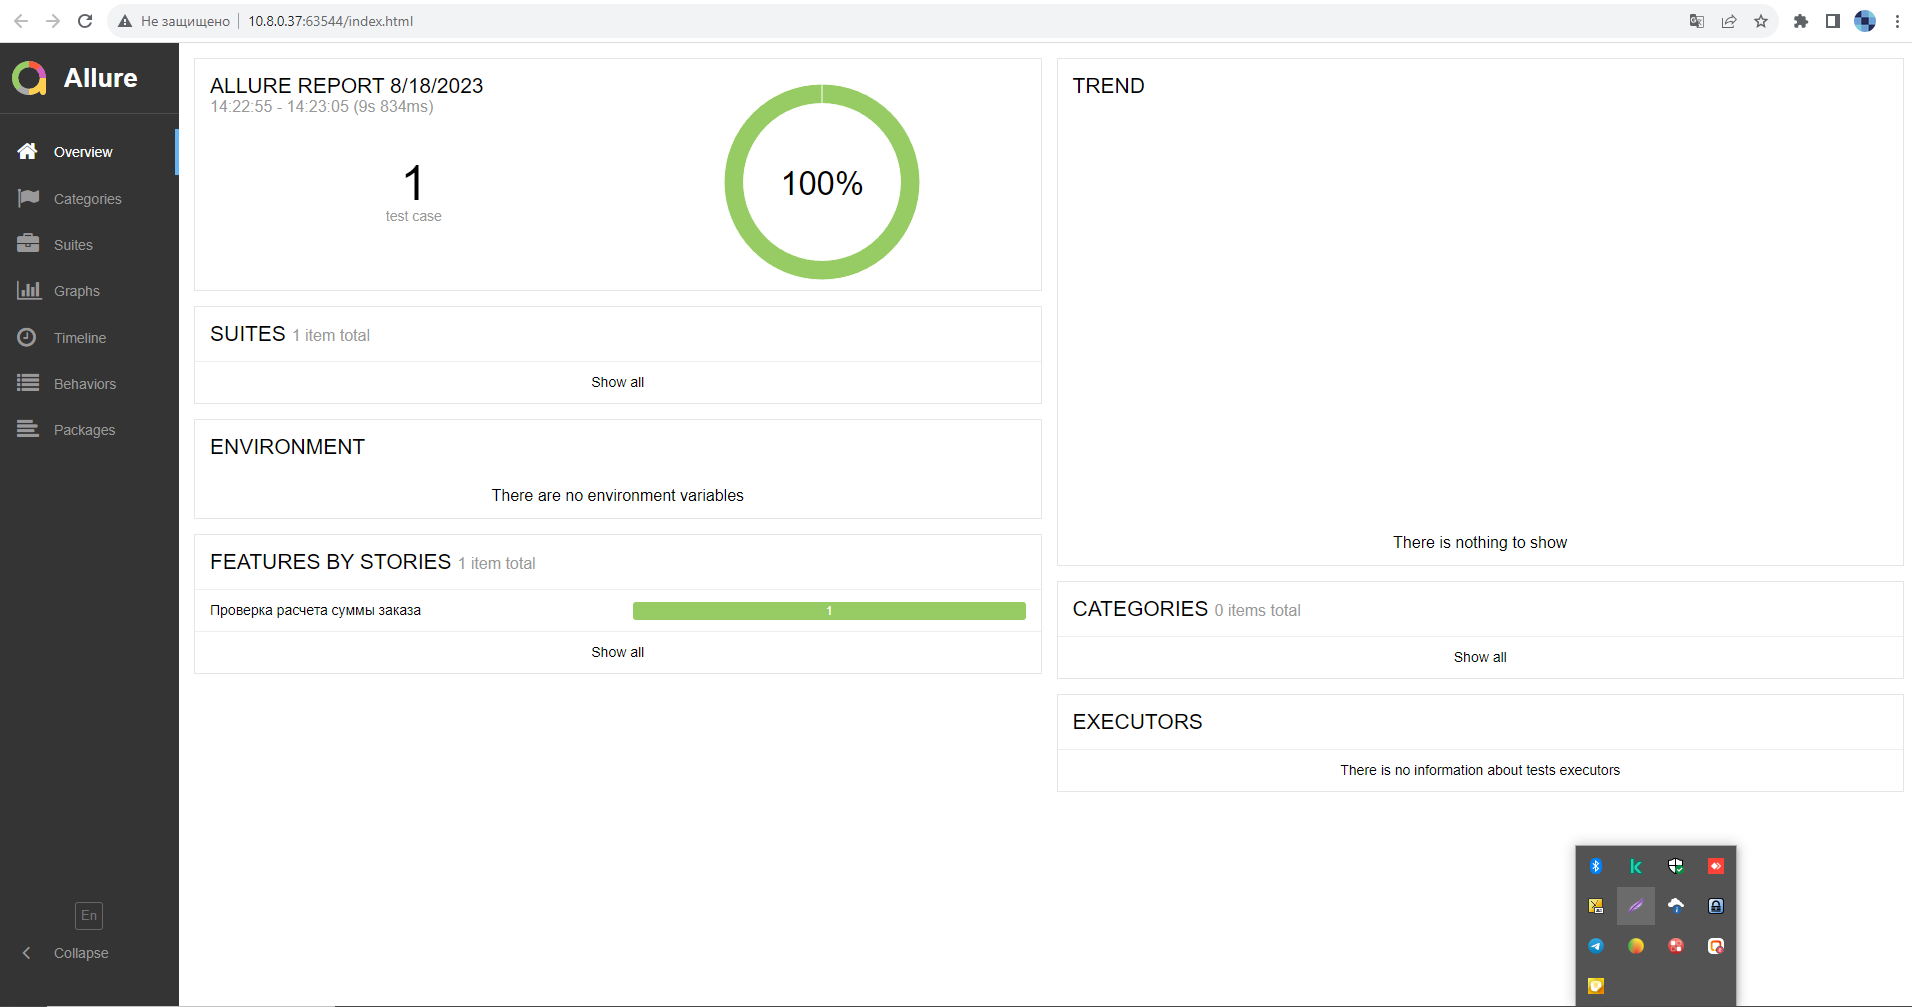 Не защищено 10.8.0.37:63544/index.html
Allure
Overview
Categories
Suites
Graphs
Timeline
Behaviors
Packages
En
Collapse
ALLURE REPORT 8/18/2023
14:22:55 - 14:23:05 (9s 834ms)
1
test case
100%
SUITES 1 item total
Show all
ENVIRONMENT
There are no environment variables
FEATURES BY STORIES 1 item total
Проверка расчета суммы заказа 1
Show all
TREND
There is nothing to show
CATEGORIES 0 items total
Show all
EXECUTORS
There is no information about tests executors